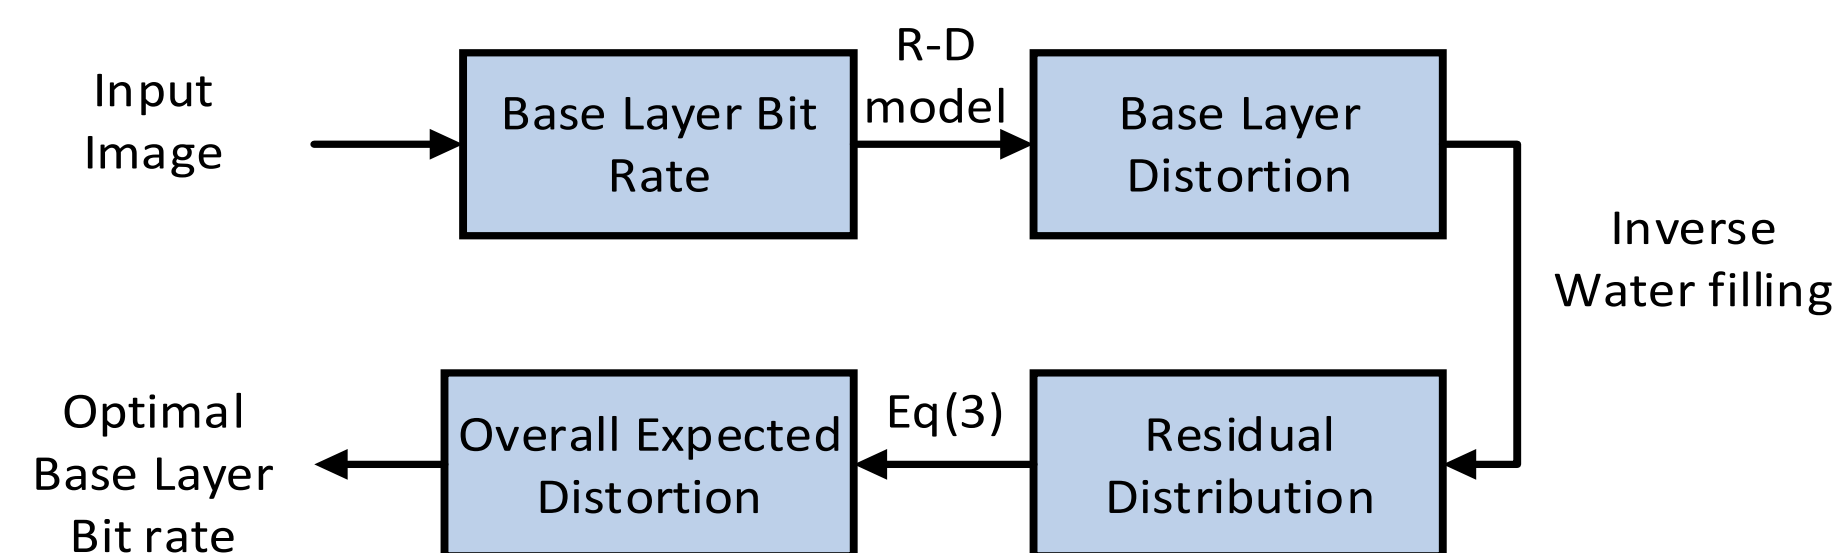 Input
Image
Base Layer Bit
Rate
R-D
model
Base Layer
Distortion
Inverse
Water filling
Residual
Distribution
Eq(3)
Overall Expected
Distortion
Optimal
Base Layer
Bit rate